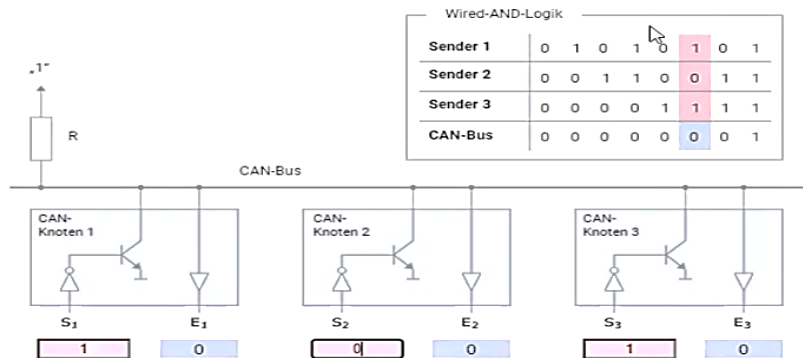 Wired-AND-Logik
Sender 1 0 1 0 1 0 1 0 1
Sender 2 0 0 1 1 0 0 1 1
Sender 3 0 0 0 0 1 1 1 1
CAN-Bus 0 0 0 0 0 0 0 1
„1"
R
CAN-Bus
CAN-
Knoten 1
CAN-
Knoten 2
CAN-
Knoten 3
S1 E1 S2 E2 S3 E3
1 0 0 0 1 0